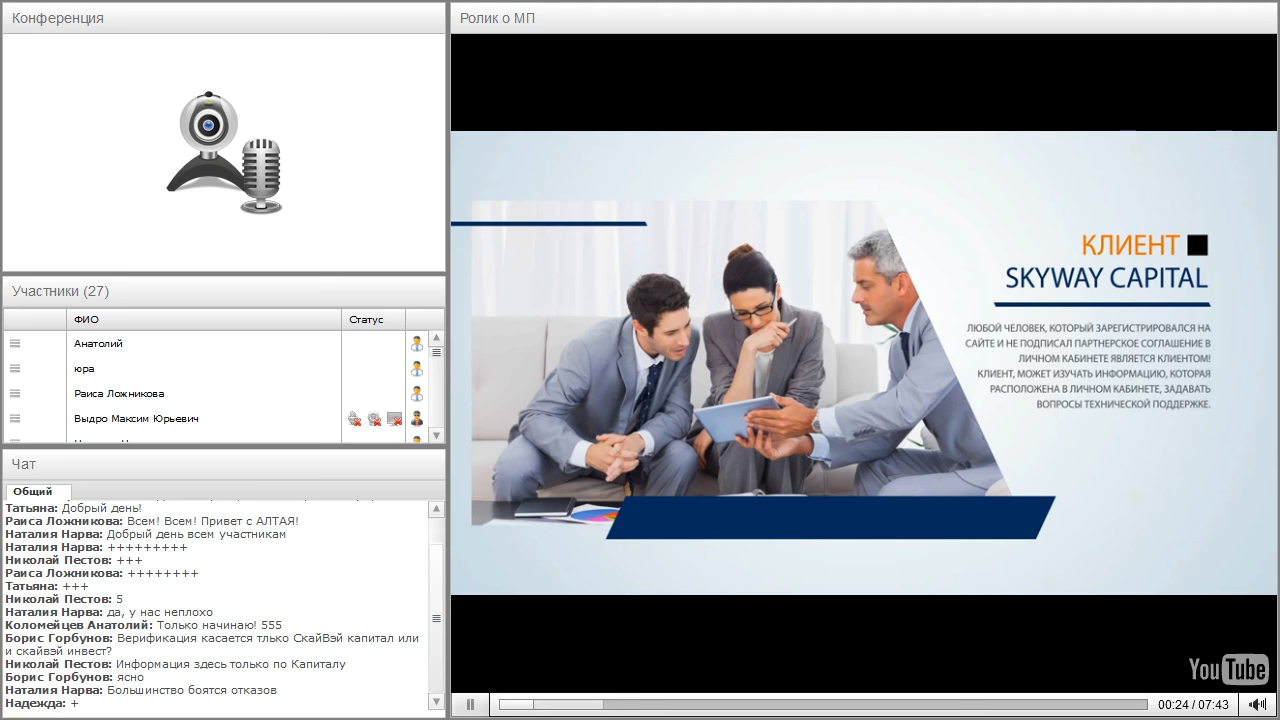 Конференция
Участники (27)
ФИО
Статус
Анатолий
юра
Раиса Ложникова
Выдро Максим Юрьевич
Чат
Общий
Татьяна: Добрый день!
Раиса Ложникова: Всем! Всем! Привет с АЛТАЯ!
Наталия Нарва: Добрый день всем участникам
Наталия Нарва: +++++++++
Николай Пестов: +++
Раиса Ложникова: ++++++++
Татьяна: +++
Николай Пестов: 5
Наталия Нарва: да, у нас неплохо
Коломейцев Анатолий: Только начинаю! 555
Борис Горбунов: Верификация касается тлько СкайВэй капитал или
и скайвэй инвест?
Николай Пестов: Информация здесь только по Капиталу
Борис Горбунов: ясно
Наталия Нарва: Большинство боятся отказов
Надежда: +
Ролик о МП
КЛИЕНТ
SKYWAY CAPITAL
ЛЮБОЙ ЧЕЛОВЕК, КОТОРЫЙ ЗАРЕГИСТРИРОВАЛСЯ НА
САЙТЕ И НЕ ПОДПИСАЛ ПАРТНЕРСКОЕ СОГЛАШЕНИЕ В
ЛИЧНОМ КАБИНЕТЕ ЯВЛЯЕТСЯ КЛИЕНТОМ!
КЛИЕНТ, МОЖЕТ ИЗУЧАТЬ ИНФОРМАЦИЮ, КОТОРАЯ
РАСПОЛОЖЕНА В ЛИЧНОМ КАБИНЕТЕ, ЗАДАВАТЬ
ВОПРОСЫ ТЕХНИЧЕСКОЙ ПОДДЕРЖКЕ.
YouTube
00:24 / 07:43